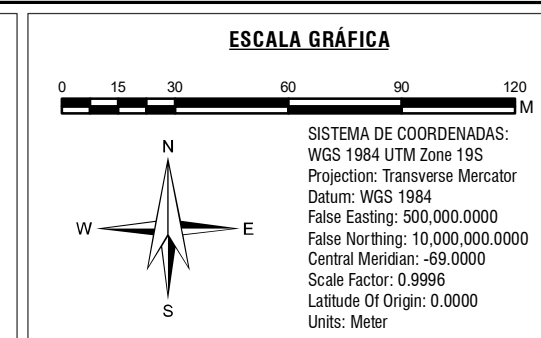 ESCALA GRÁFICA
0 15 30 60 90 120
M
N
W E
S
SISTEMA DE COORDENADAS:
WGS 1984 UTM Zone 19S
Projection: Transverse Mercator
Datum: WGS 1984
False Easting: 500,000.0000
False Northing: 10,000,000.0000
Central Meridian: -69.0000
Scale Factor: 0.9996
Latitude Of Origin: 0.0000
Units: Meter